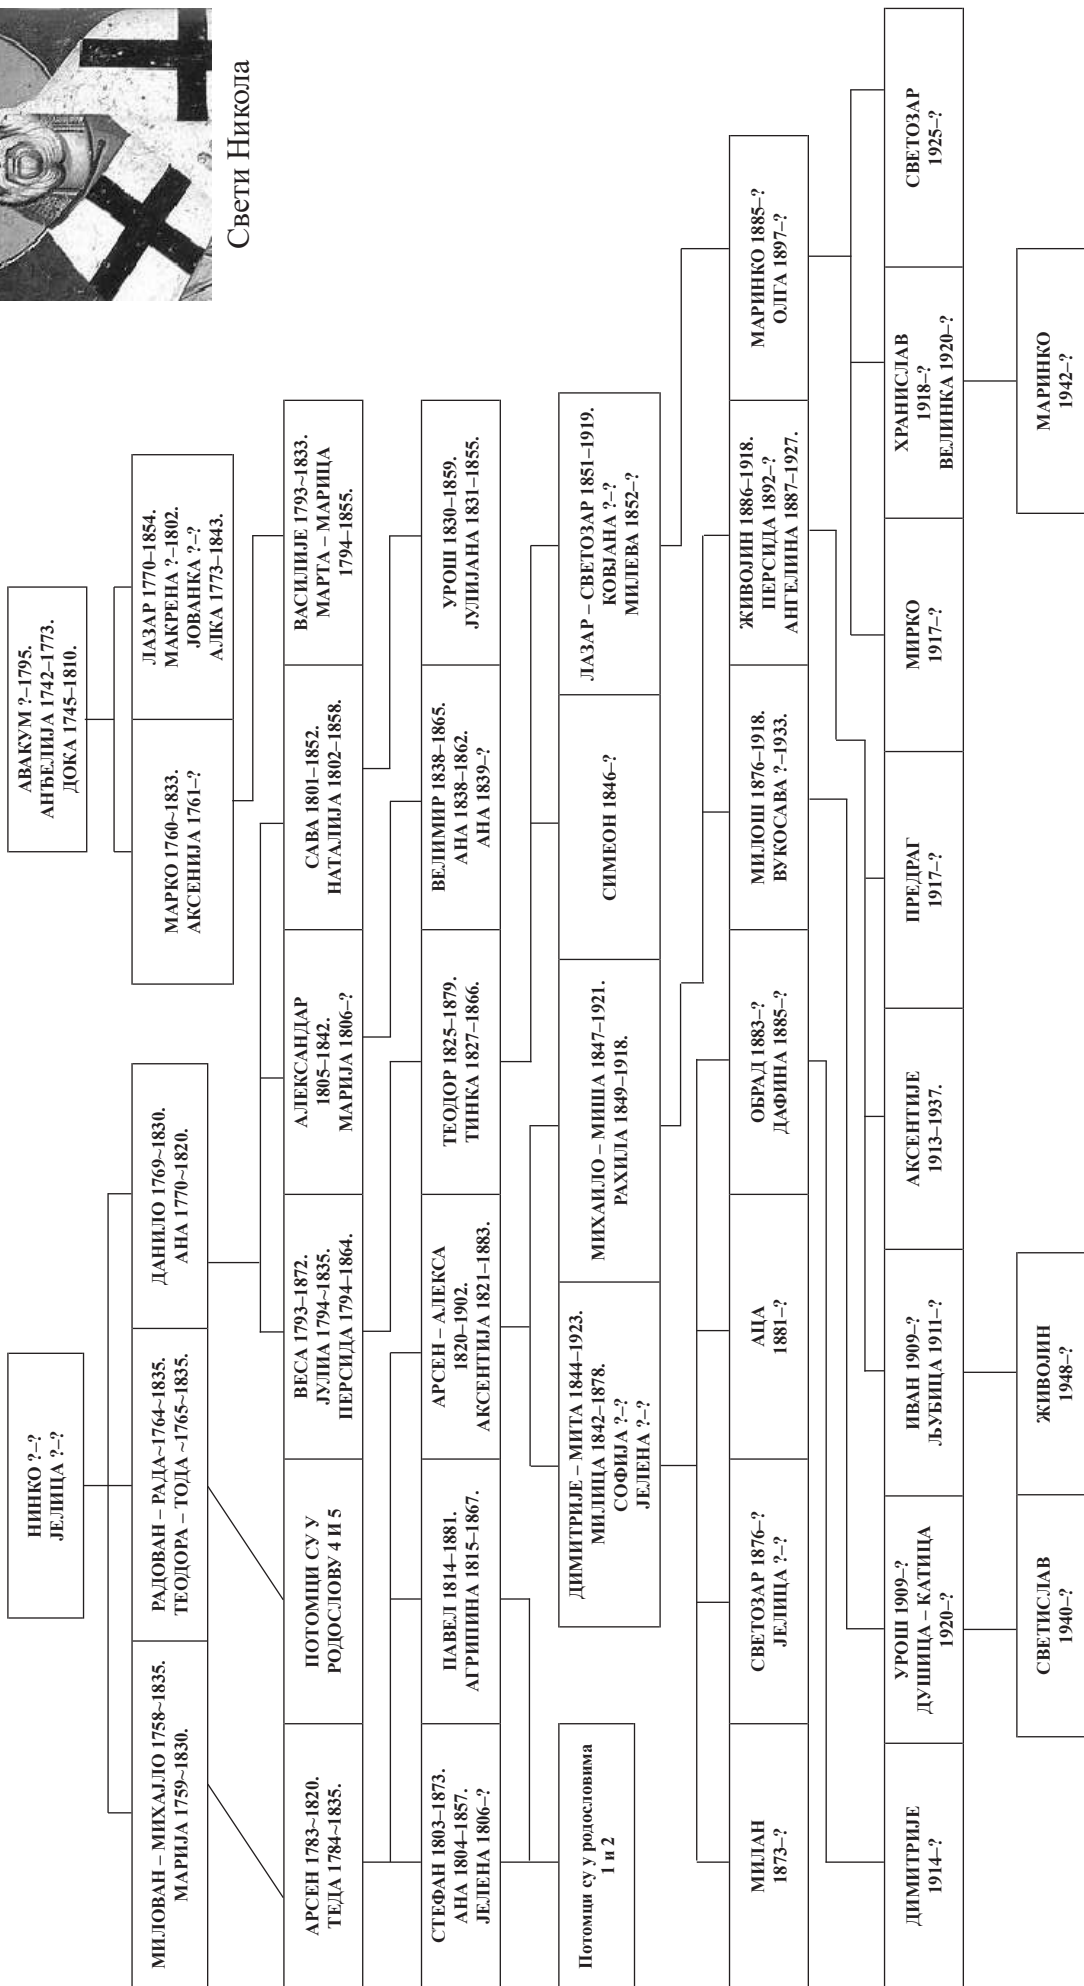 Свети Никола
НИНКО ?–?
ЈЕЛИЦА ?–?
АВАКУМ ?–1795.
АНЂЕЛИЈА 1742–1773.
ДОКА 1745–1810.
МИЛОВАН – МИХАЈЛО 1758~1835.
МАРИЈА 1759~1830.
РАДОВАН – РАДА~1764~1835.
ТЕОДОРА – ТОДА ~1765~1835.
ДАНИЛО 1769~1830.
АНА 1770~1820.
МАРКО 1760~1833.
АКСЕНИЈА 1761–?
ЛАЗАР 1770–1854.
МАКРЕНА ?–1802.
ЈОВАНКА ?–?
АЛКА 1773–1843.
АРСЕН 1783~1820.
ТЕДА 1784~1835.
ПОТОМЦИ СУ У
РОДОСЛОВУ 4 И 5
ВЕСА 1793–1872.
ЈУЛИА 1794~1835.
ПЕРСИДА 1794–1864.
АЛЕКСАНДАР
1805–1842.
МАРИЈА 1806–?
САВА 1801–1852.
НАТАЛИЈА 1802–1858.
ВАСИЛИЈЕ 1793~1833.
МАРТА – МАРИЦА
1794–1855.
СТЕФАН 1803–1873.
АНА 1804–1857.
ЈЕЛЕНА 1806–?
ПАВЕЛ 1814–1881.
АГРИПИНА 1815–1867.
АРСЕН – АЛЕКСА
1820–1902.
АКСЕНТИЈА 1821–1883.
ТЕОДОР 1825–1879.
ТИНКА 1827–1866.
ВЕЛИМИР 1838–1865.
АНА 1838–1862.
АНА 1839–?
УРОШ 1830–1859.
ЈУЛИЈАНА 1831–1855.
Потомци су у родословима
1 и 2
ДИМИТРИЈЕ – МИТА 1844–1923.
МИЛИЦА 1842–1878.
СОФИЈА ?–?
ЈЕЛЕНА ?–?
МИХАИЛО – МИША 1847–1921.
РАХИЛА 1849–1918.
СИМЕОН 1846–?
ЛАЗАР – СВЕТОЗАР 1851–1919.
КОВЈАНА ?–?
МИЛЕВА 1852–?
МИЛАН
1873–?
СВЕТОЗАР 1876–?
ЈЕЛИЦА ?–?
АЦА
1881–?
ОБРАД 1883–?
ДАФИНА 1885–?
МИЛОШ 1876–1918.
ВУКОСАВА ?–1933.
ЖИВОЈИН 1886–1918.
ПЕРСИДА 1892–?
АНГЕЛИНА 1887–1927.
МАРИНКО 1885–?
ОЛГА 1897–?
ДИМИТРИЈЕ
1914–?
УРОШ 1909–?
ДУШИЦА – КАТИЦА
1920–?
ИВАН 1909–?
ЉУБИЦА 1911–?
АКСЕНТИЈЕ
1913–1937.
ПРЕДРАГ
1917–?
МИРКО
1917–?
ХРАНИСЛАВ
1918–?
ВЕЛИНКА 1920–?
СВЕТОЗАР
1925–?
СВЕТИСЛАВ
1940–?
ЖИВОЈИН
1948–?
МАРИНКО
1942–?